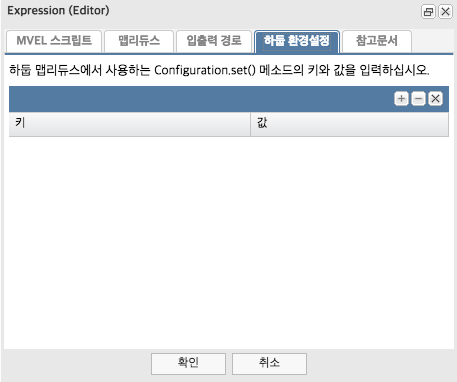 Expression (Editor)
MVEL 스크립트 맵리듀스 입출력 경로 하둡 환경설정 참고문서
하둡 맵리듀스에서 사용하는 Configuration.set() 메소드의 키와 값을 입력하십시오.
키 값
확인 취소